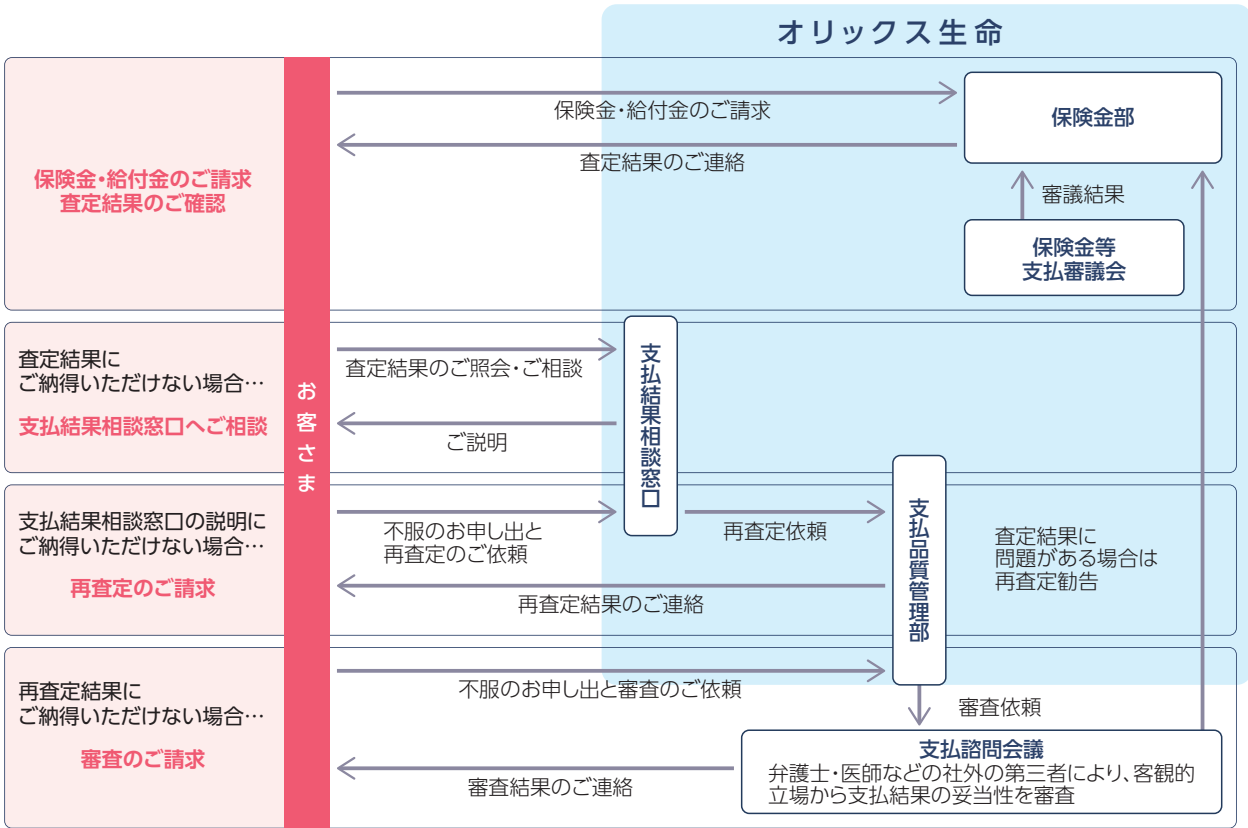 オリックス生命
保険金・給付金のご請求
査定結果のご確認
お客さま
保険金・給付金のご請求
査定結果のご連絡
保険金部
審議結果
保険金等
支払審議会
査定結果に
ご納得いただけない場合…
支払結果相談窓口へご相談
査定結果のご照会・ご相談
ご説明
支払結果相談窓口
支払結果相談窓口の説明に
ご納得いただけない場合…
再査定のご請求
不服のお申し出と
再査定のご依頼
再査定依頼
再査定結果のご連絡
支払品質管理部
査定結果に
問題がある場合は
再査定勧告
再査定結果に
ご納得いただけない場合…
審査のご請求
不服のお申し出と審査のご依頼
審査依頼
審査結果のご連絡
支払諮問会議
弁護士・医師などの社外の第三者により、客観的
立場から支払結果の妥当性を審査